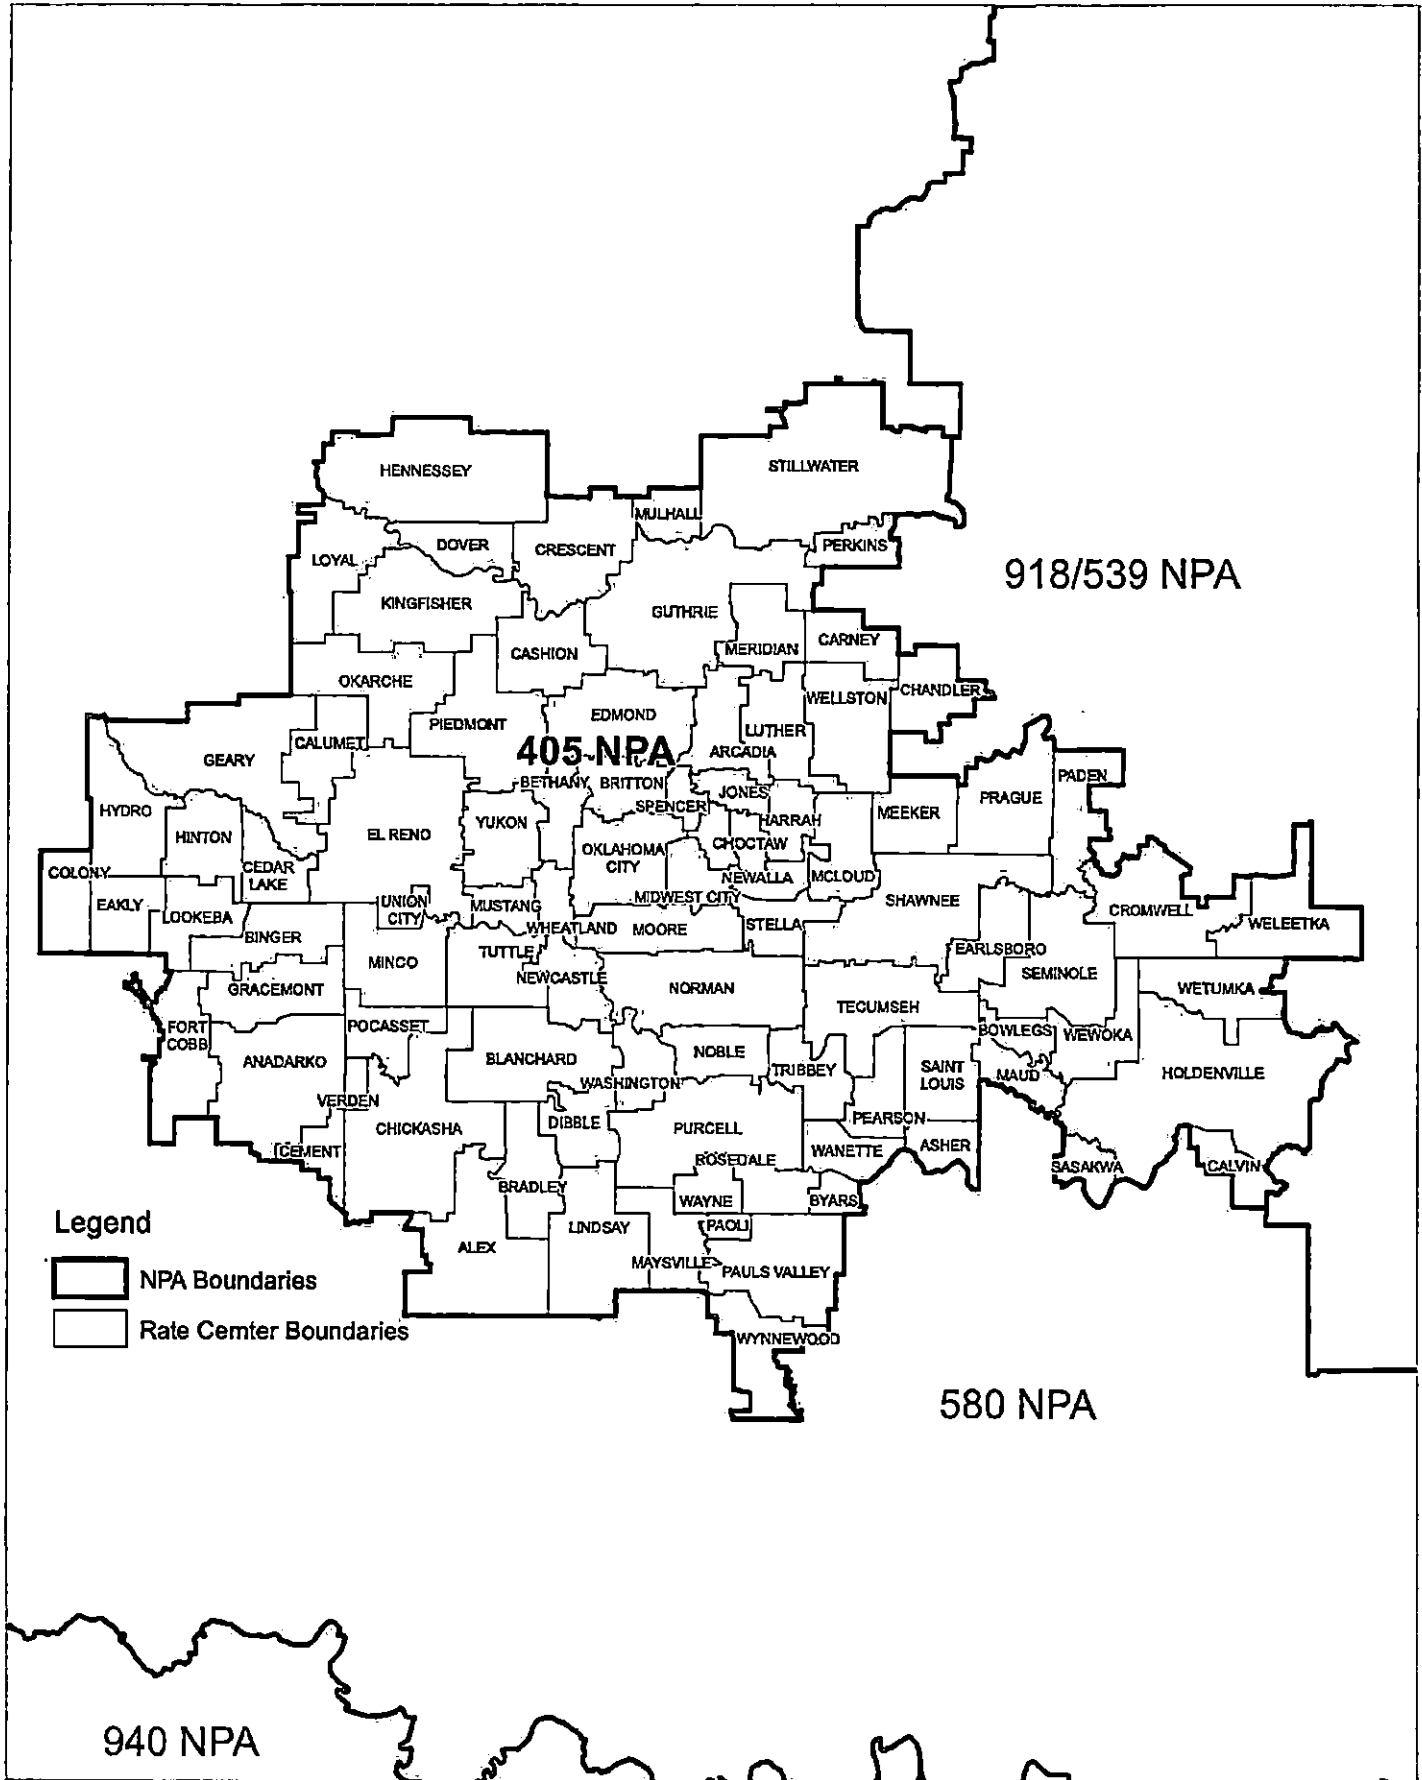 HENNESSEY
STILLWATER
MULHALL
LOYAL
DOVER
CRESCENT
PERKINS
918/539 NPA
KINGFISHER
GUTHRIE
CASHION
MERIDIAN
CARNEY
OKARCHE
WELLSTON
CHANDLER
PIEDMONT
EDMOND
LUTHER
CALUMET
GEARY
405 NPA
ARCADIA
BETHANY
BRITTON
PADEN
HYDRO
HINTON
EL RENO
YUKON
SPENCER
JONES
HARRAH
MEEKER
PRAGUE
OKLAHOMA
CITY
CHOCTAW
COLONY
CEDAR
LAKE
NEWALLA
MCLOUD
EAKLY
LOOKEBA
UNION
CITY
MUSTANG
MIDWEST CITY
SHAWNEE
CROMWELL
WELEETKA
BINGER
WHEATLAND
MOORE
STELLA
EARLSBORO
MINCO
TUTTLE
NEWCASTLE
SEMINOLE
GRACEMONT
NORMAN
TECUMSEH
WETUMKA
FORT
COBB
POCASSET
BOWLEGS
WEWOKA
ANADARKO
BLANCHARD
NOBLE
TRIBBEY
SAINT
LOUIS
MAUD
HOLDENVILLE
WASHINGTON
VERDEN
CHICKASHA
DIBBLE
PURCELL
PEARSON
CEMENT
WANETTE
ASHER
ROSEDALE
SASAKWA
CALVIN
BRADLEY
WAYNE
BYARS
LINDSAY
PAOLI
ALEX
MAYSVILLE
PAULS VALLEY
WYNNEWOOD
Legend
NPA Boundaries
Rate Cemter Boundaries
580 NPA
940 NPA